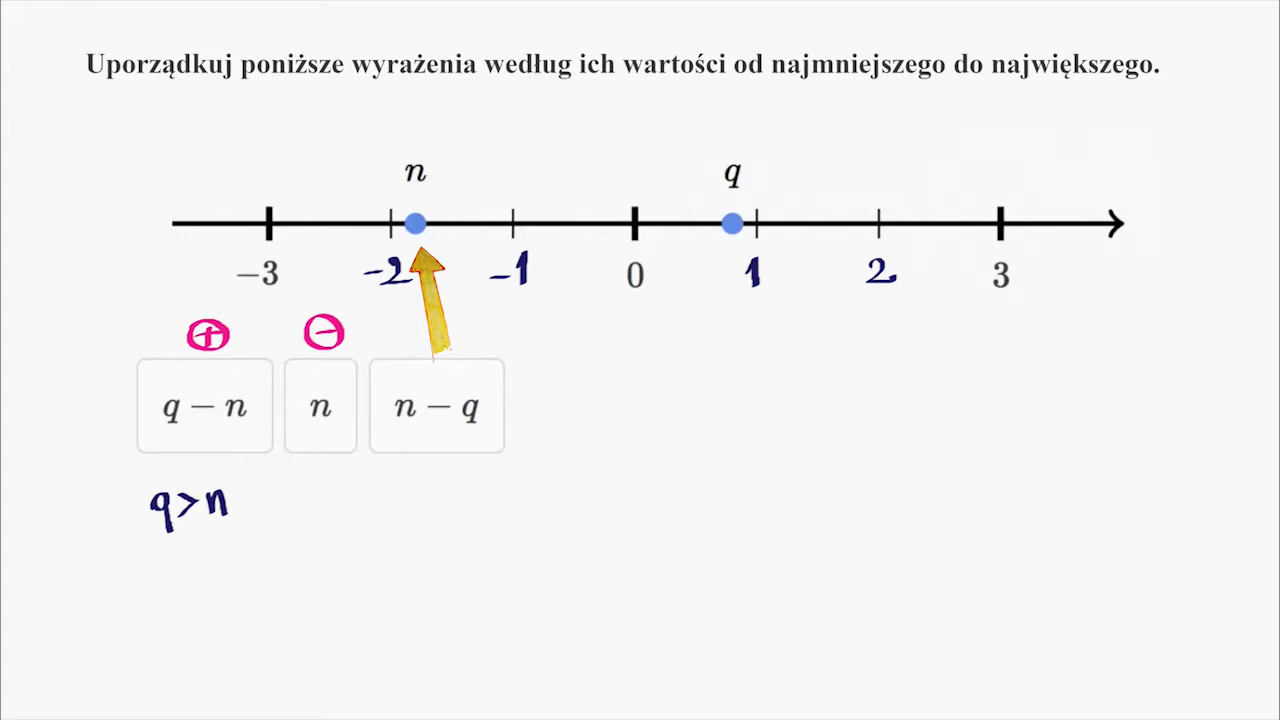 Uporządkuj poniższe wyrażenia według ich wartości od najmniejszego do największego.
n q
−3 -2 -1 0 1 2 3
+ −
q − n n n − q
q > n